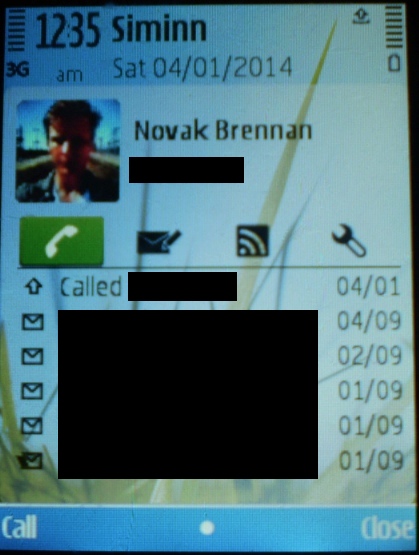 12:35 Siminn
3G am Sat 04/01/2014
Novak Brennan
Called 04/01
04/09
02/09
01/09
01/09
01/09
Call Close